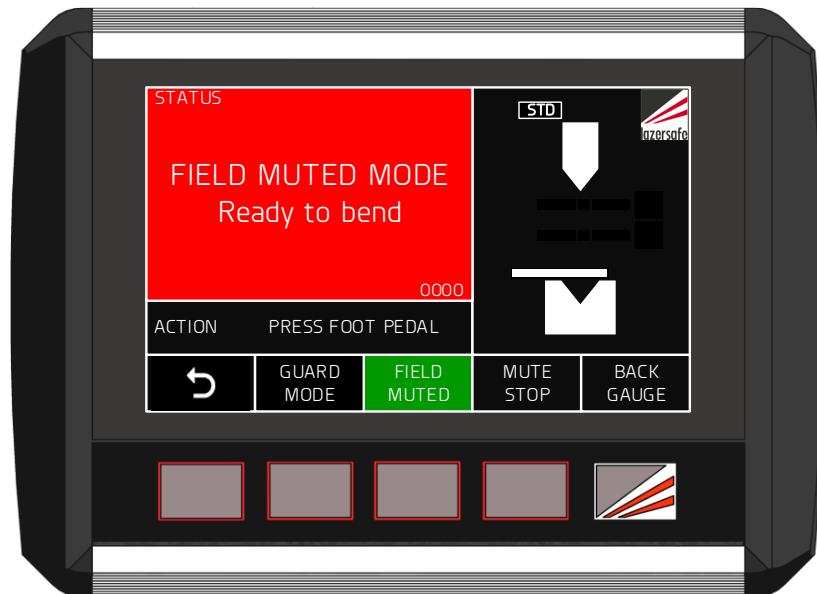 STATUS
FIELD MUTED MODE
Ready to bend
0000
ACTION PRESS FOOT PEDAL
STD
lazersafe
GUARD MODE
FIELD MUTED
MUTE STOP
BACK GAUGE